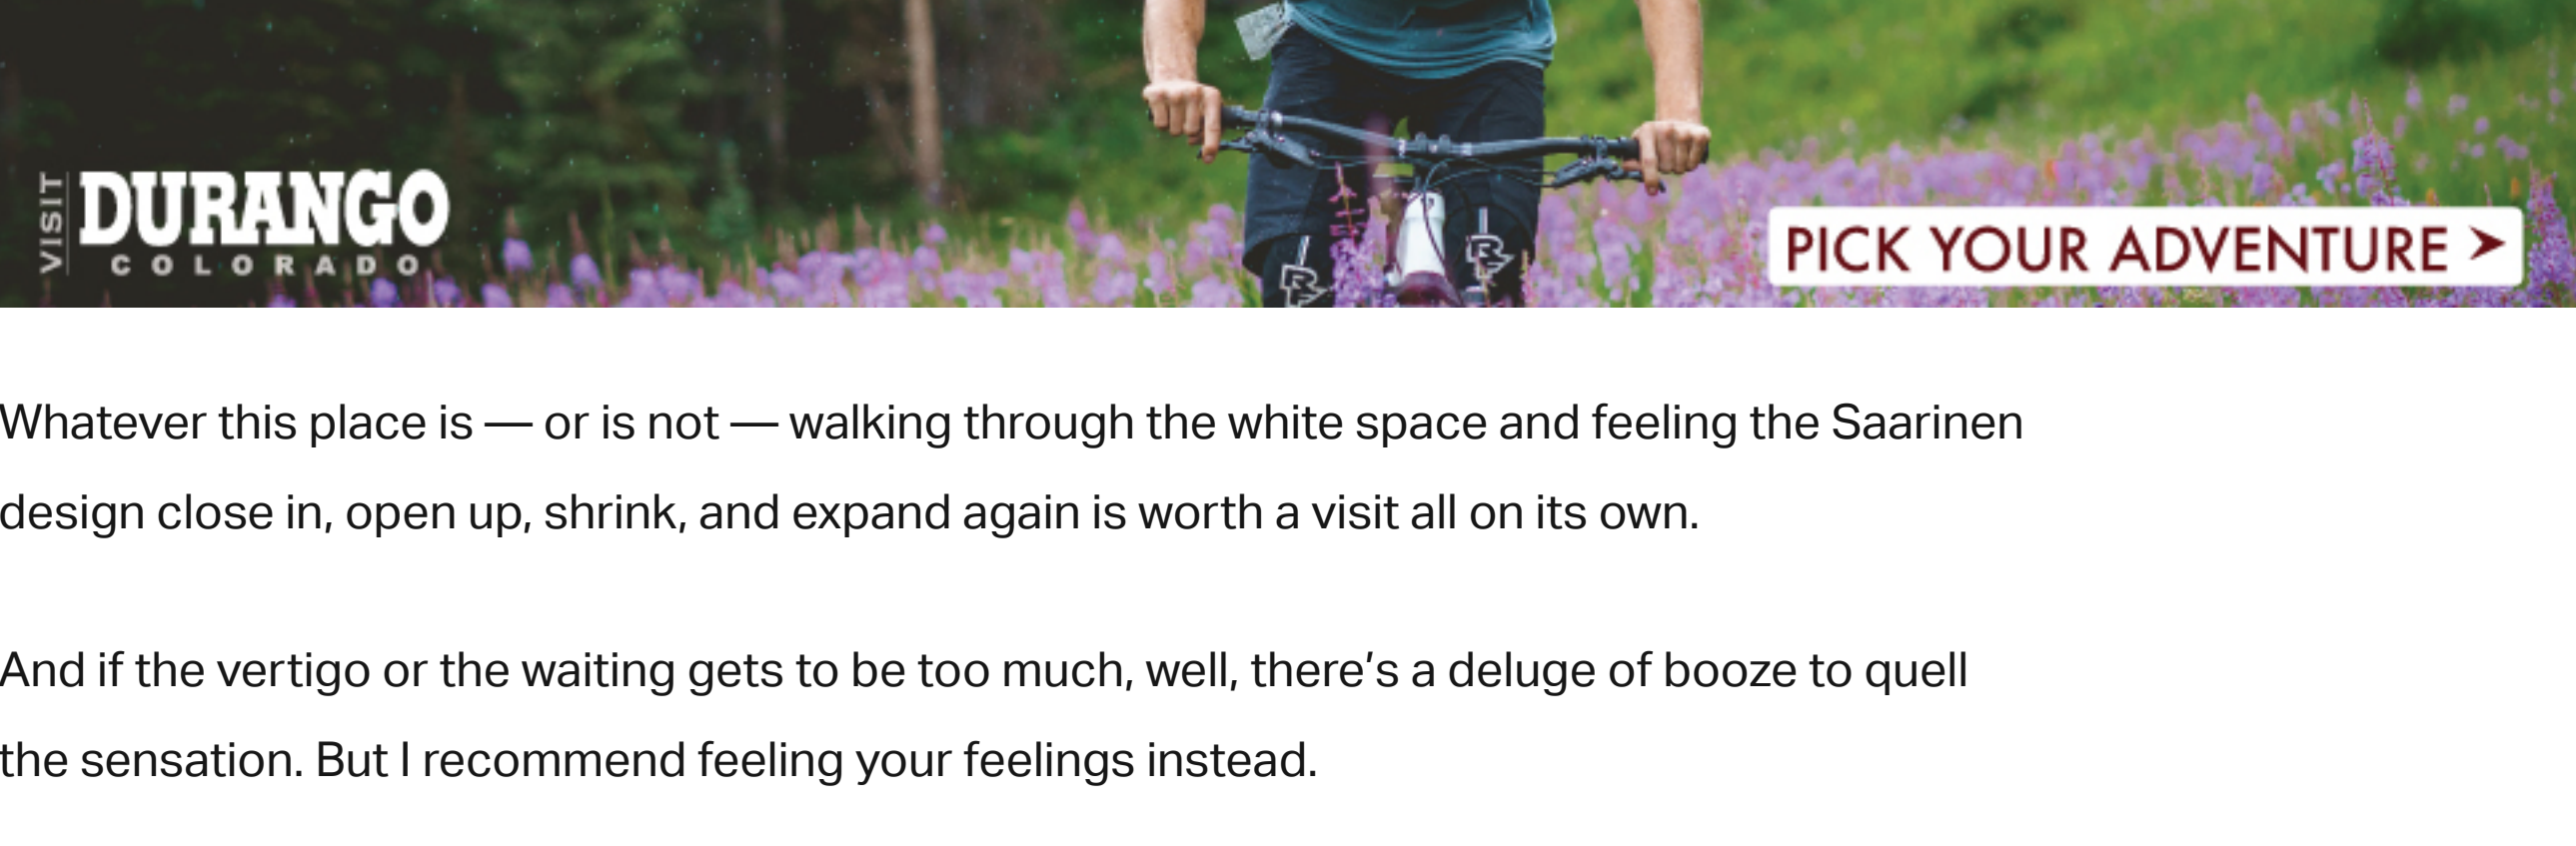 VISIT
DURANGO
COLORADO
PICK YOUR ADVENTURE
Whatever this place is — or is not — walking through the white space and feeling the Saarinen
design close in, open up, shrink, and expand again is worth a visit all on its own.
And if the vertigo or the waiting gets to be too much, well, there’s a deluge of booze to quell
the sensation. But I recommend feeling your feelings instead.